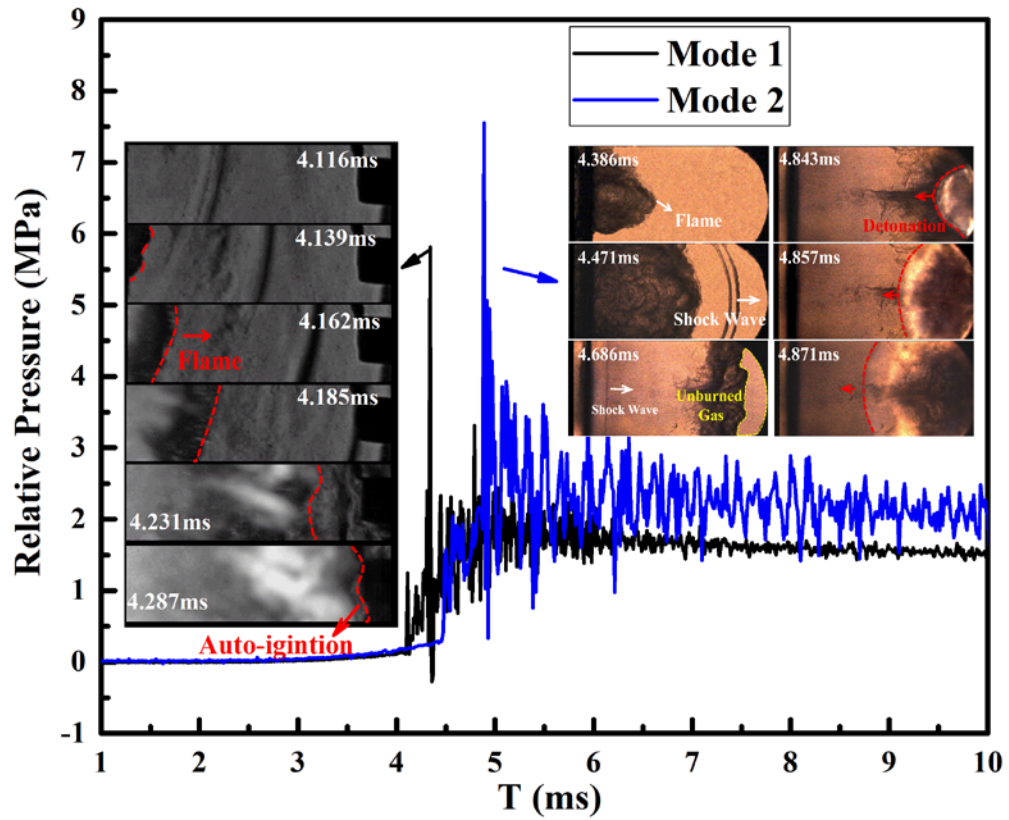 9
8
7
6
5
4
3
2
1
0
-1
Relative Pressure (MPa)
Mode 1
Mode 2
4.116ms
4.139ms
4.162ms
Flame
4.185ms
4.231ms
4.287ms
Auto-igintion
4.386ms
Flame
4.471ms
Shock Wave
4.686ms
Shock Wave
Unburned
Gas
4.843ms
Detonation
4.857ms
4.871ms
1 2 3 4 5 6 7 8 9 10
T (ms)